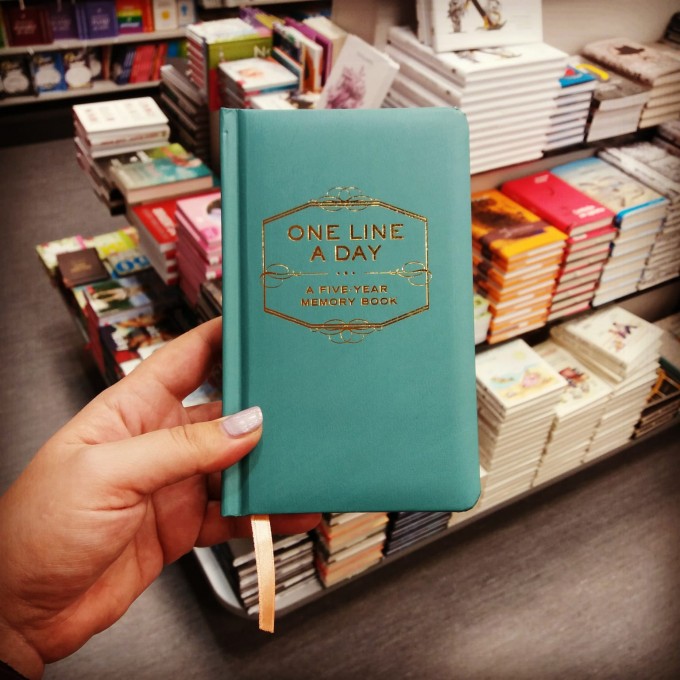 ONE LINE
A DAY
A FIVE YEAR
MEMORY BOOK